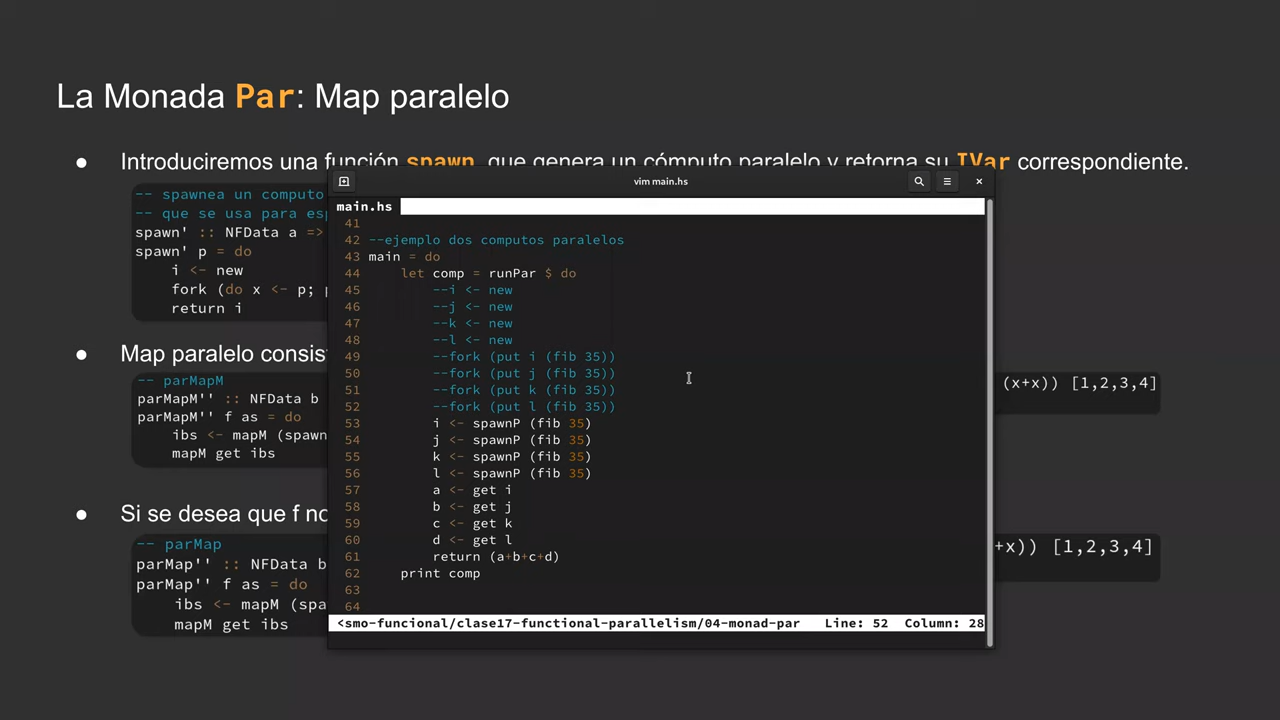 La Monada Par: Map paralelo
● Introduciremos una función spawn, que genera un cómputo paralelo y retorna su IVar correspondiente.
-- spawnea un computo
-- que se usa para esp
spawn' :: NFData a =>
spawn' p = do
i <- new
fork (do x <- p; p
return i
● Map paralelo consist
-- parMapM
parMapM'' :: NFData b
parMapM'' f as = do
ibs <- mapM (spawn
mapM get ibs
(x+x)) [1,2,3,4]
● Si se desea que f no
-- parMap
parMap'' :: NFData b
parMap'' f as = do
ibs <- mapM (spa
mapM get ibs
+x)) [1,2,3,4]
vim main.hs
main.hs
41
42 --ejemplo dos computos paralelos
43 main = do
44 let comp = runPar $ do
45 --i <- new
46 --j <- new
47 --k <- new
48 --l <- new
49 --fork (put i (fib 35))
50 --fork (put j (fib 35))
51 --fork (put k (fib 35))
52 --fork (put l (fib 35))
53 i <- spawnP (fib 35)
54 j <- spawnP (fib 35)
55 k <- spawnP (fib 35)
56 l <- spawnP (fib 35)
57 a <- get i
58 b <- get j
59 c <- get k
60 d <- get l
61 return (a+b+c+d)
62 print comp
63
64
<smo-funcional/clase17-functional-parallelism/04-monad-par Line: 52 Column: 28